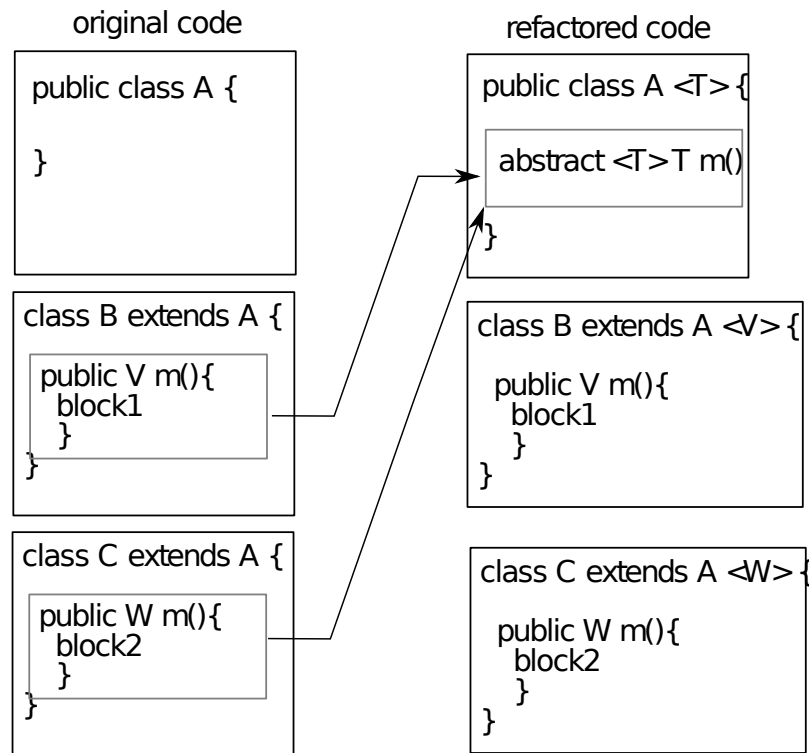 original code
public class A {
}
class B extends A {
public V m(){
block1
}
}
class C extends A {
public W m(){
block2
}
}
refactored code
public class A <T> {
abstract <T> T m()
}
class B extends A <V> {
public V m(){
block1
}
}
class C extends A <W> {
public W m(){
block2
}
}